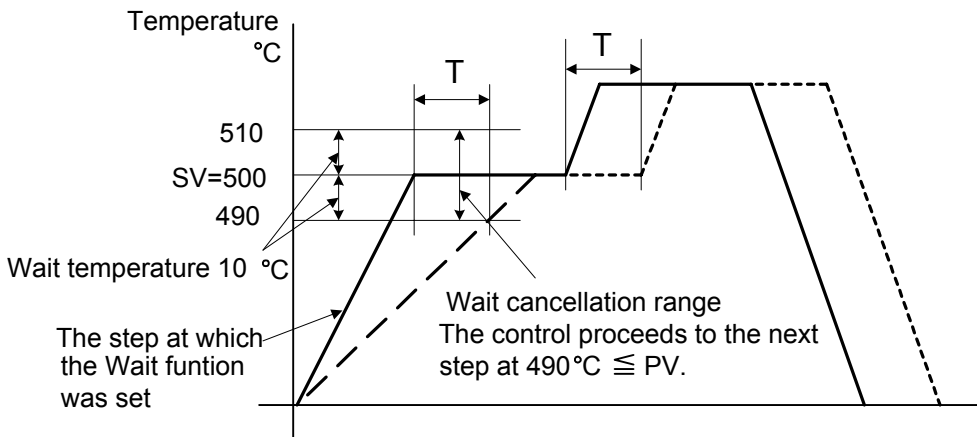 Temperature
°C
T
T
510
SV=500
490
Wait temperature 10 °C
Wait cancellation range
The control proceeds to the next
step at 490°C ≦ PV.
The step at which
the Wait funtion
was set